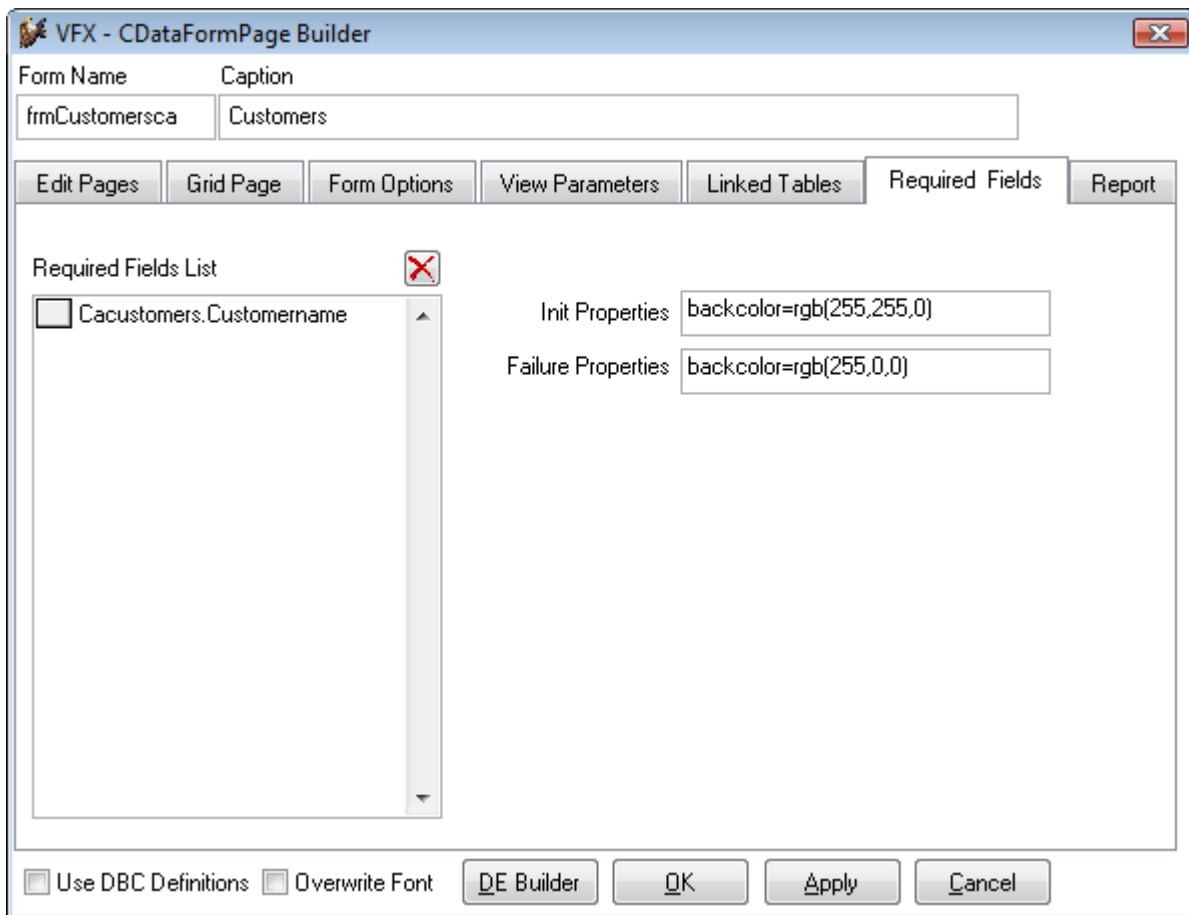 VFX - CDataFormPage Builder
Form Name Caption
frmCustomersca Customers
Edit Pages Grid Page Form Options View Parameters Linked Tables Required Fields Report
Required Fields List
Cacustomers.Customername
Init Properties backcolor=rgb(255,255,0)
Failure Properties backcolor=rgb(255,0,0)
Use DBC Definitions Overwrite Font DE Builder OK Apply Cancel